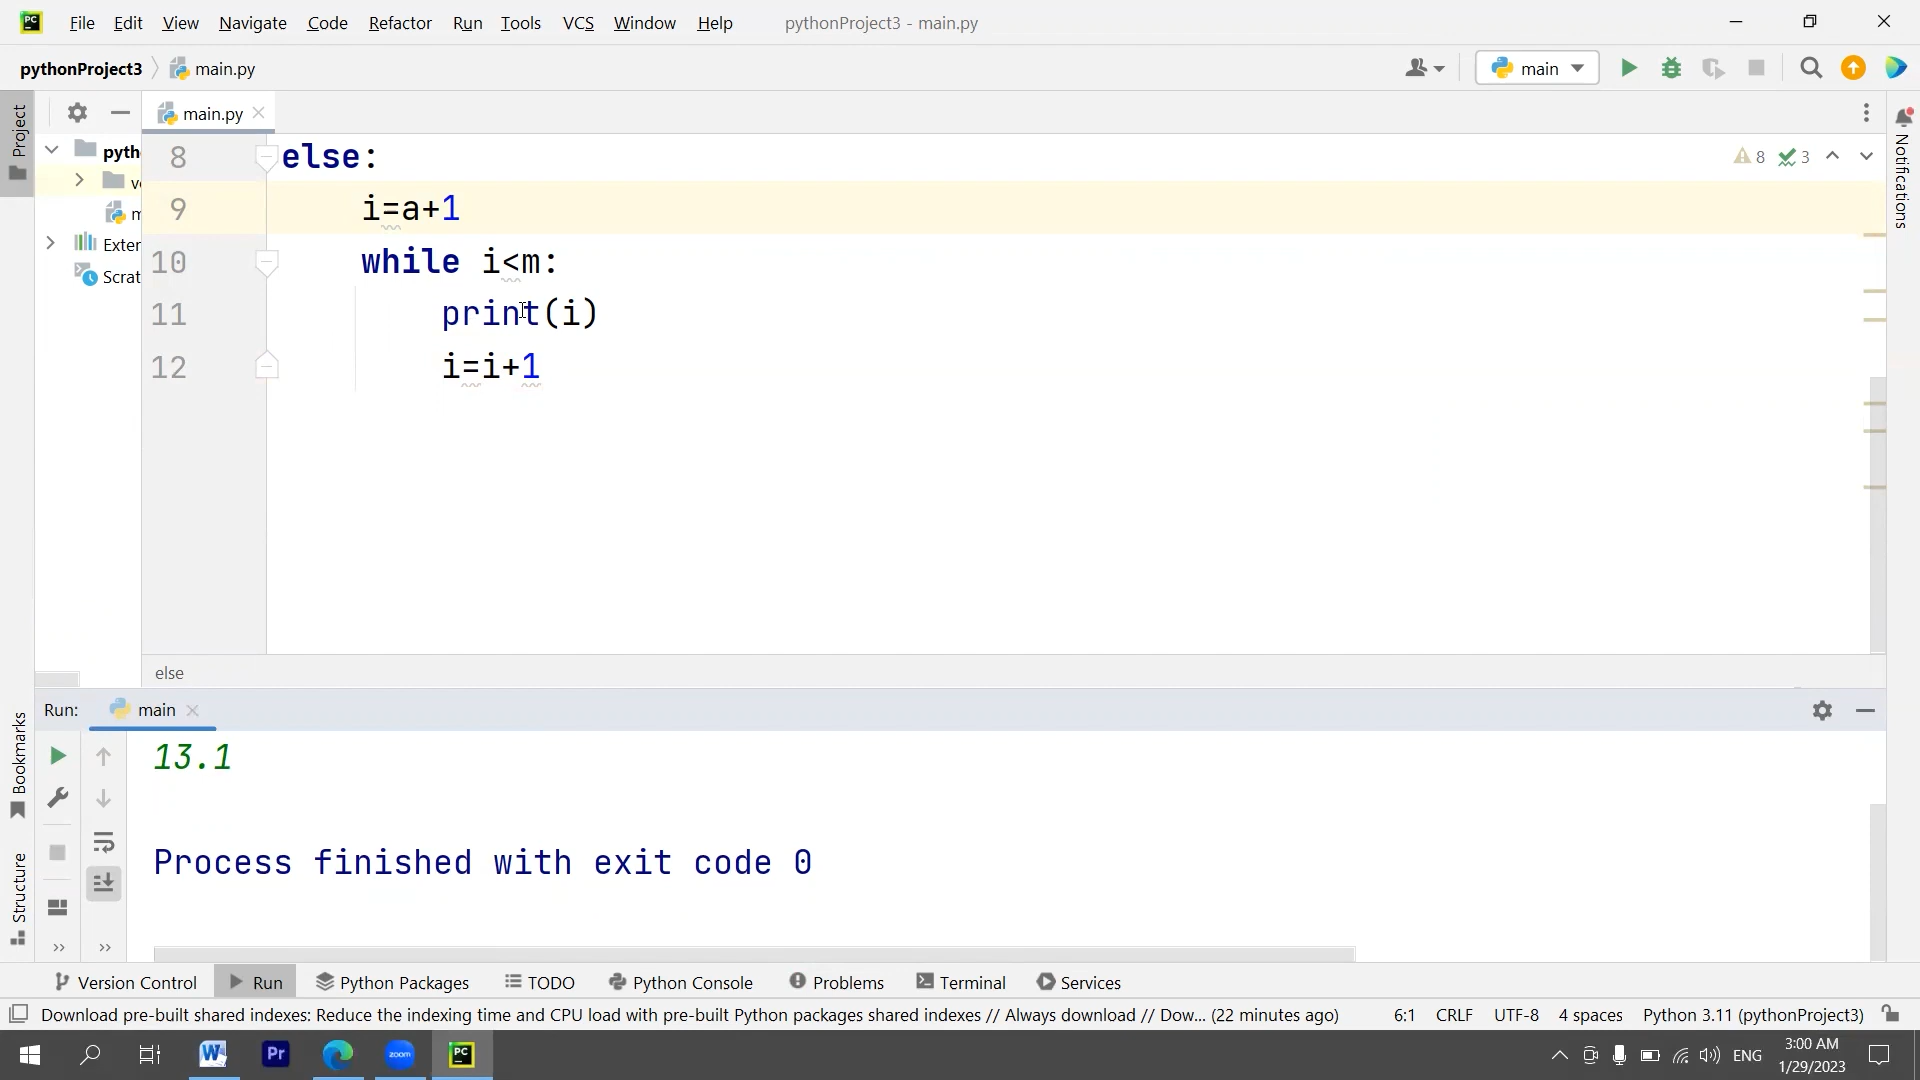 PC File Edit View Navigate Code Refactor Run Tools VCS Window Help pythonProject3 - main.py
pythonProject3 main.py main
Project
main.py
pyth
v
m
Exter
Scrat
8 else:
9 i=a+1
10 while i<m:
11 print(i)
12 i=i+1
8 3
Notifications
else
Run: main
13.1
Process finished with exit code 0
Bookmarks
Structure
Version Control Run Python Packages TODO Python Console Problems Terminal Services
Download pre-built shared indexes: Reduce the indexing time and CPU load with pre-built Python packages shared indexes // Always download // Dow... (22 minutes ago) 6:1 CRLF UTF-8 4 spaces Python 3.11 (pythonProject3)
W Pr zoom PC ENG 3:00 AM
1/29/2023